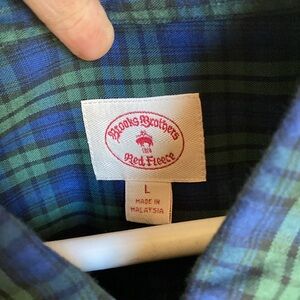 Brooks Brothers
1818
Red Fleece
L
MADE IN
MALAYSIA